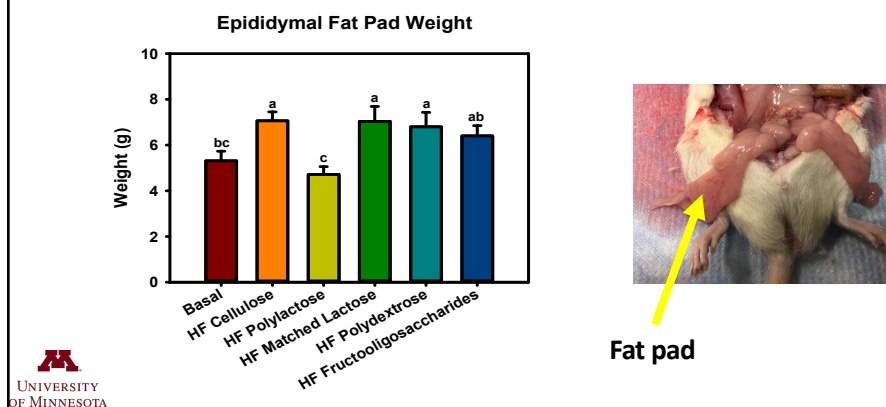 Epididymal Fat Pad Weight
Weight (g)
10
8
6
4
2
0
bc
a
c
a
a
ab
Basal
HF Cellulose
HF Polylactose
HF Matched Lactose
HF Polydextrose
HF Fructooligosaccharides
Fat pad
M
UNIVERSITY
OF MINNESOTA